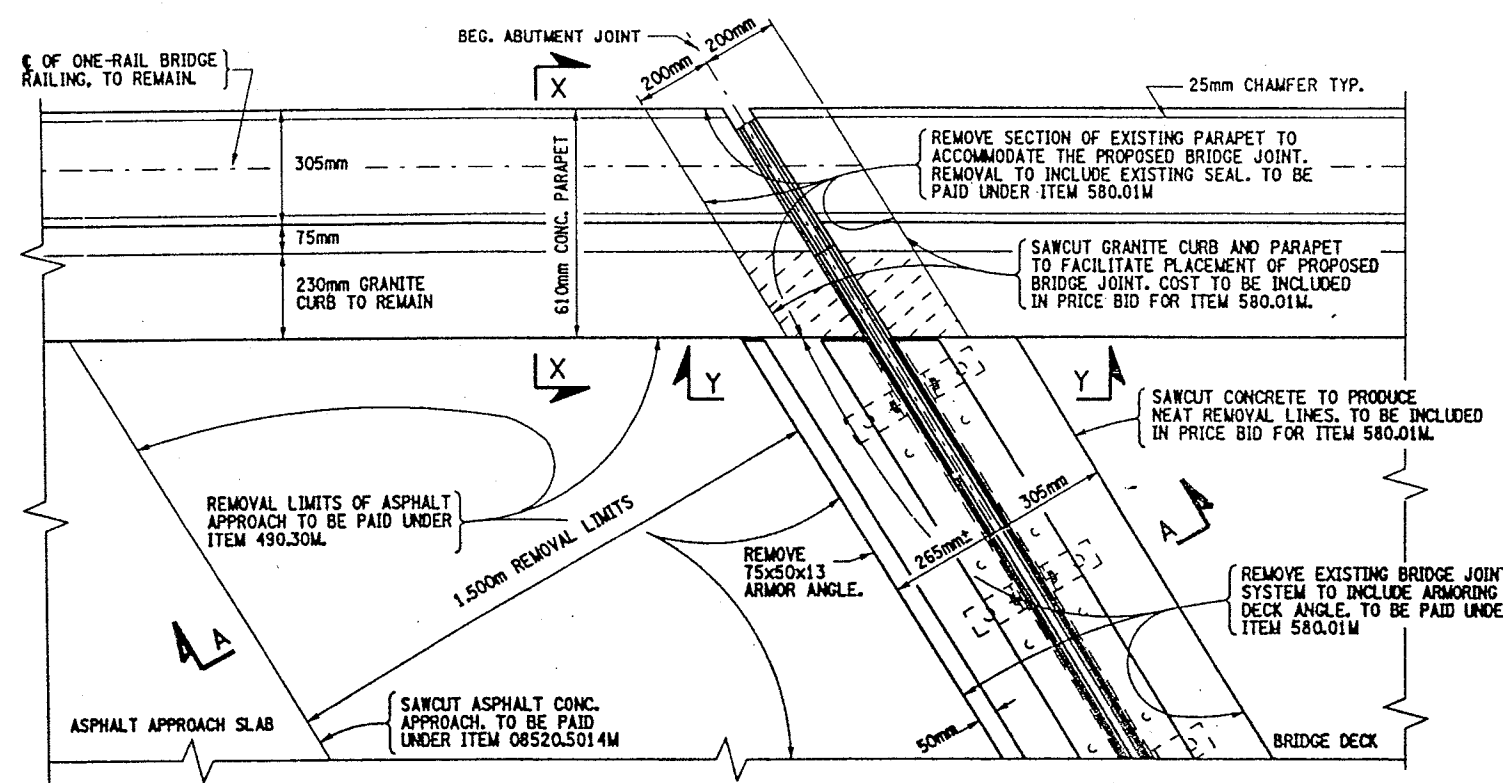 BEG. ABUTMENT JOINT
200mm
200mm
℄ OF ONE-RAIL BRIDGE
RAILING, TO REMAIN.
X
25mm CHAMFER TYP.
305mm
610mm CONC. PARAPET
REMOVE SECTION OF EXISTING PARAPET TO
ACCOMMODATE THE PROPOSED BRIDGE JOINT.
REMOVAL TO INCLUDE EXISTING SEAL. TO BE
PAID UNDER ITEM 580.01M
75mm
230mm GRANITE
CURB TO REMAIN
SAWCUT GRANITE CURB AND PARAPET
TO FACILITATE PLACEMENT OF PROPOSED
BRIDGE JOINT. COST TO BE INCLUDED
IN PRICE BID FOR ITEM 580.01M.
X
Y
Y
SAWCUT CONCRETE TO PRODUCE
NEAT REMOVAL LINES. TO BE INCLUDED
IN PRICE BID FOR ITEM 580.01M.
REMOVAL LIMITS OF ASPHALT
APPROACH TO BE PAID UNDER
ITEM 490.30M.
1.500m REMOVAL LIMITS
REMOVE
75x50x13
ARMOR ANGLE.
265mm±
305mm
A
REMOVE EXISTING BRIDGE JOINT
SYSTEM TO INCLUDE ARMORING
DECK ANGLE. TO BE PAID UNDE
ITEM 580.01M
A
SAWCUT ASPHALT CONC.
APPROACH. TO BE PAID
UNDER ITEM 08520.5014M
ASPHALT APPROACH SLAB
50mm
BRIDGE DECK